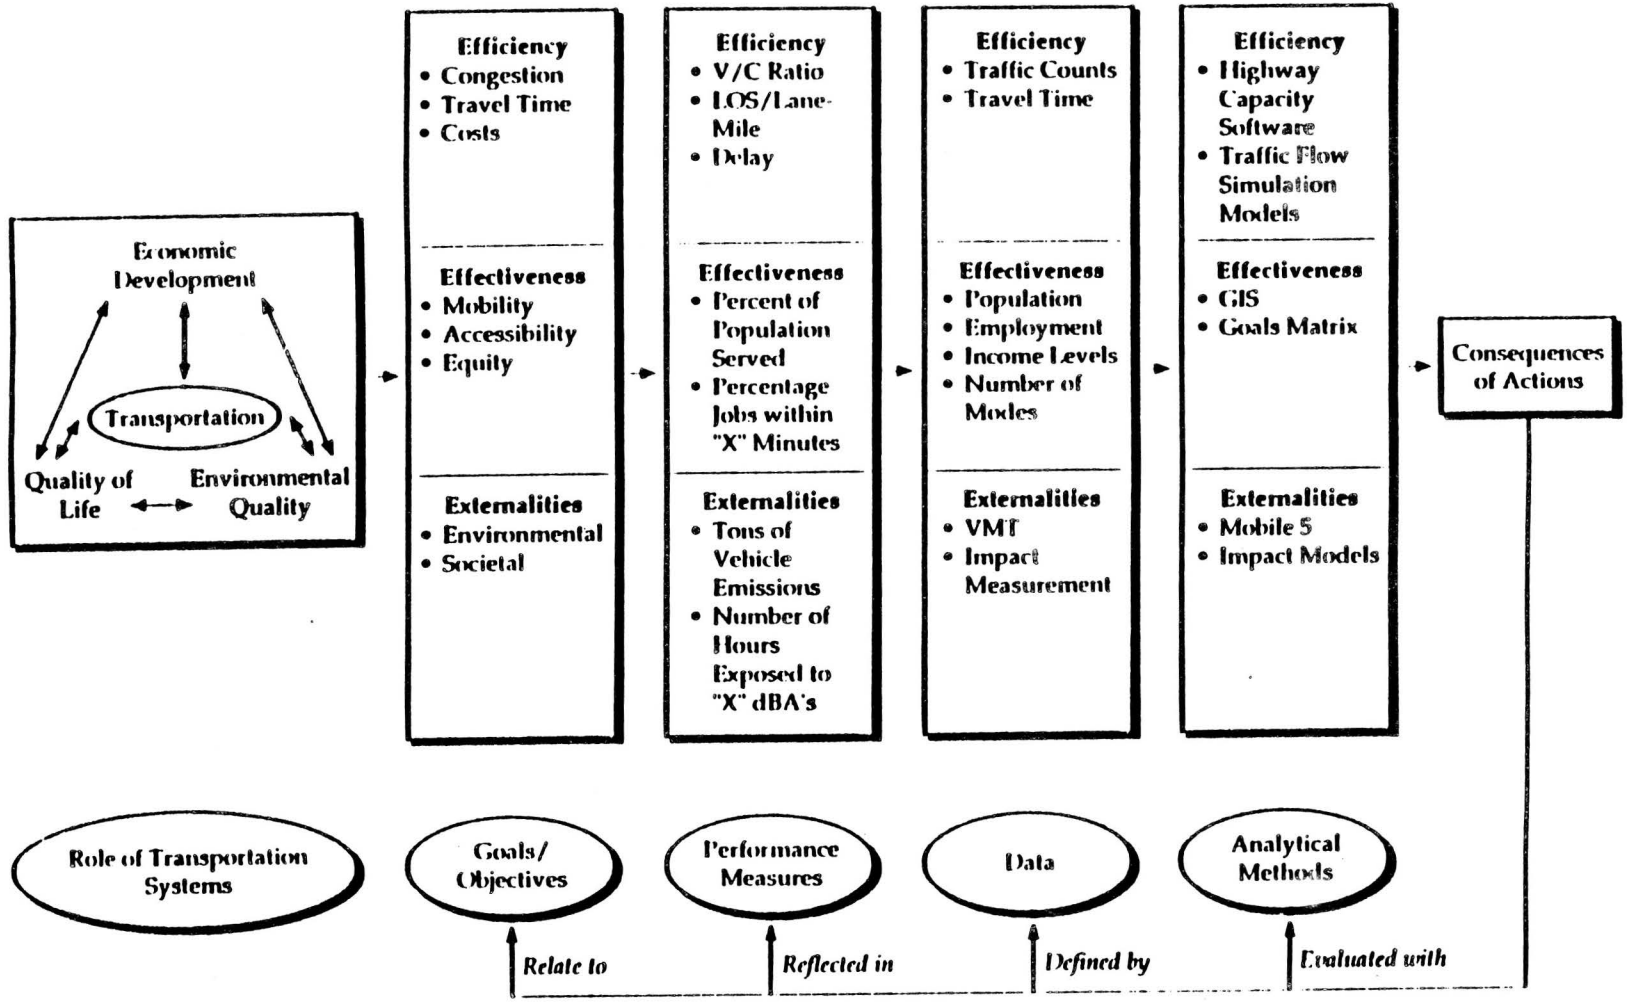 Economic
Development
Transportation
Quality of
Life
Environmental
Quality
Efficiency
• Congestion
• Travel Time
• Costs
Effectiveness
• Mobility
• Accessibility
• Equity
Externalities
• Environmental
• Societal
Efficiency
• V/C Ratio
• LOS/Lane-
Mile
• Delay
Effectiveness
• Percent of
Population
Served
• Percentage
Jobs within
"X" Minutes
Externalities
• Tons of
Vehicle
Emissions
• Number of
Hours
Exposed to
"X" dBA's
Efficiency
• Traffic Counts
• Travel Time
Effectiveness
• Population
• Employment
• Income Levels
• Number of
Modes
Externalities
• VMT
• Impact
Measurement
Efficiency
• Highway
Capacity
Software
• Traffic Flow
Simulation
Models
Effectiveness
• GIS
• Goals Matrix
Externalities
• Mobile 5
• Impact Models
Consequences
of Actions
Role of Transportation
Systems
Goals/
Objectives
Performance
Measures
Data
Analytical
Methods
Relate to
Reflected in
Defined by
Evaluated with